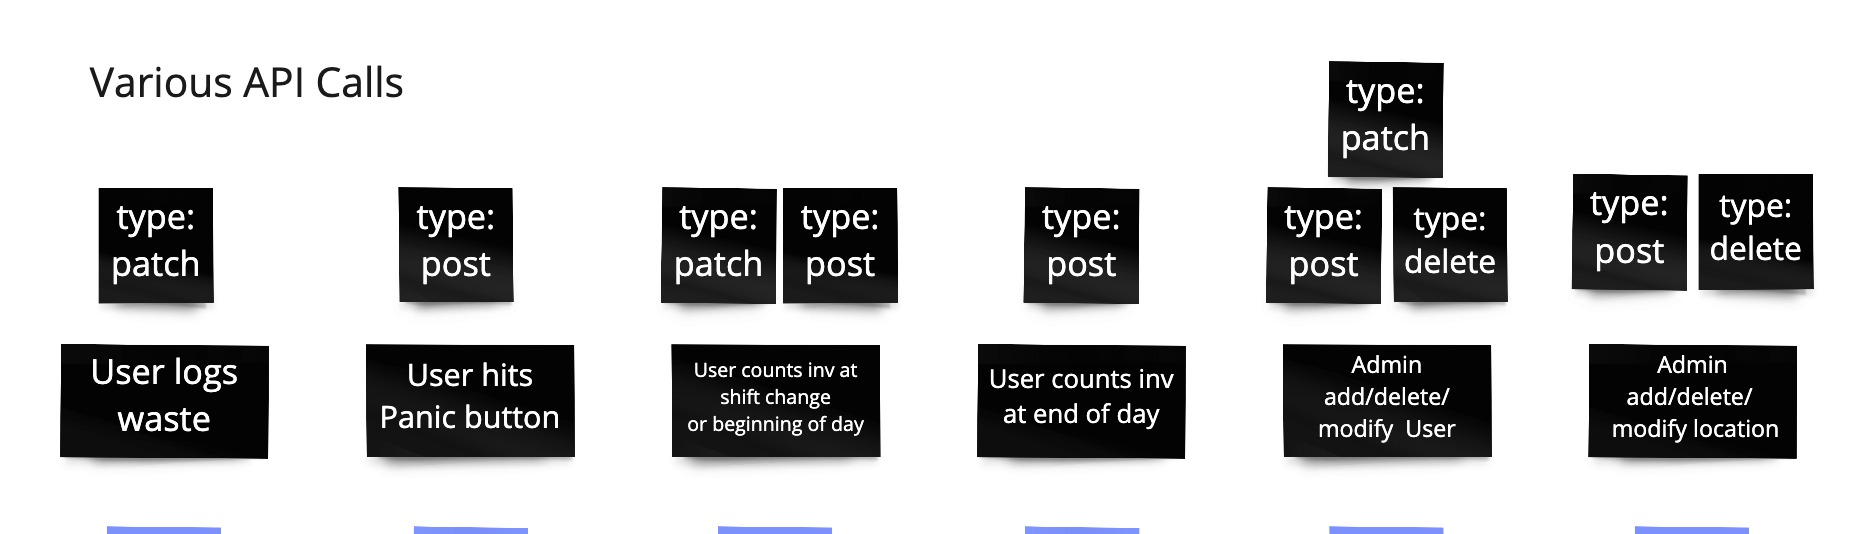 Various API Calls
type:
patch
type:
patch
type:
post
type:
patch
type:
post
type:
post
type:
post
type:
delete
type:
post
type:
delete
User logs
waste
User hits
Panic button
User counts inv at
shift change
or beginning of day
User counts inv
at end of day
Admin
add/delete/
modify User
Admin
add/delete/
modify location